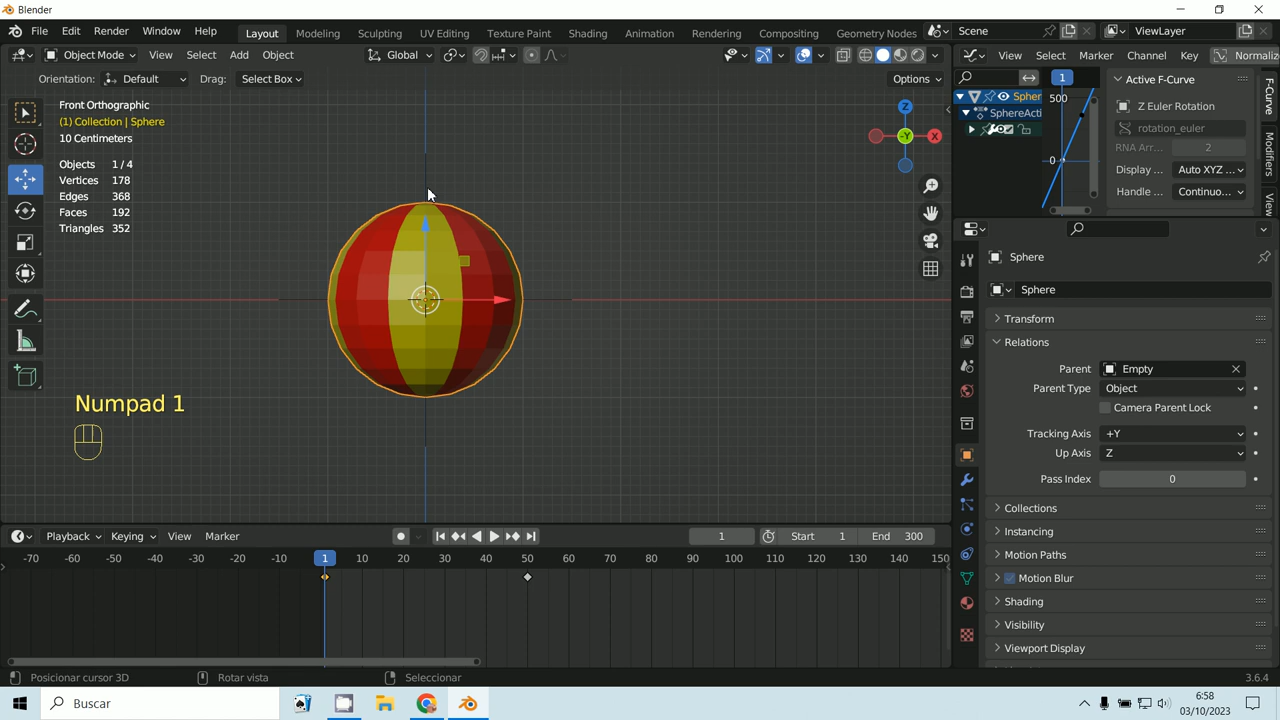 Blender
File Edit Render Window Help Layout Modeling Sculpting UV Editing Texture Paint Shading Animation Rendering Compositing Geometry Nodes Scene ViewLayer
Object Mode View Select Add Object Global View Select Marker Channel Key Normaliz
Orientation: Default Drag: Select Box Options
Front Orthographic
(1) Collection | Sphere
10 Centimeters
Objects 1 / 4
Vertices 178
Edges 368
Faces 192
Triangles 352
Z
X
-Y
Numpad 1
1
500
0
Spher
SphereActi
Active F-Curve
Z Euler Rotation
rotation_euler
RNA Arr... 2
Display ... Auto XYZ ...
Handle ... Continuo...
F-Curve
Modifiers
View
Sphere
Sphere
Transform
Relations
Parent Empty
Parent Type Object
Camera Parent Lock
Tracking Axis +Y
Up Axis Z
Pass Index 0
Collections
Instancing
Motion Paths
Motion Blur
Shading
Visibility
Viewport Display
Playback Keying View Marker 1 Start 1 End 300
-70 -60 -50 -40 -30 -20 -10 1 10 20 30 40 50 60 70 80 90 100 110 120 130 140 150
Posicionar cursor 3D Rotar vista Seleccionar 3.6.4
Buscar
6:58
03/10/2023